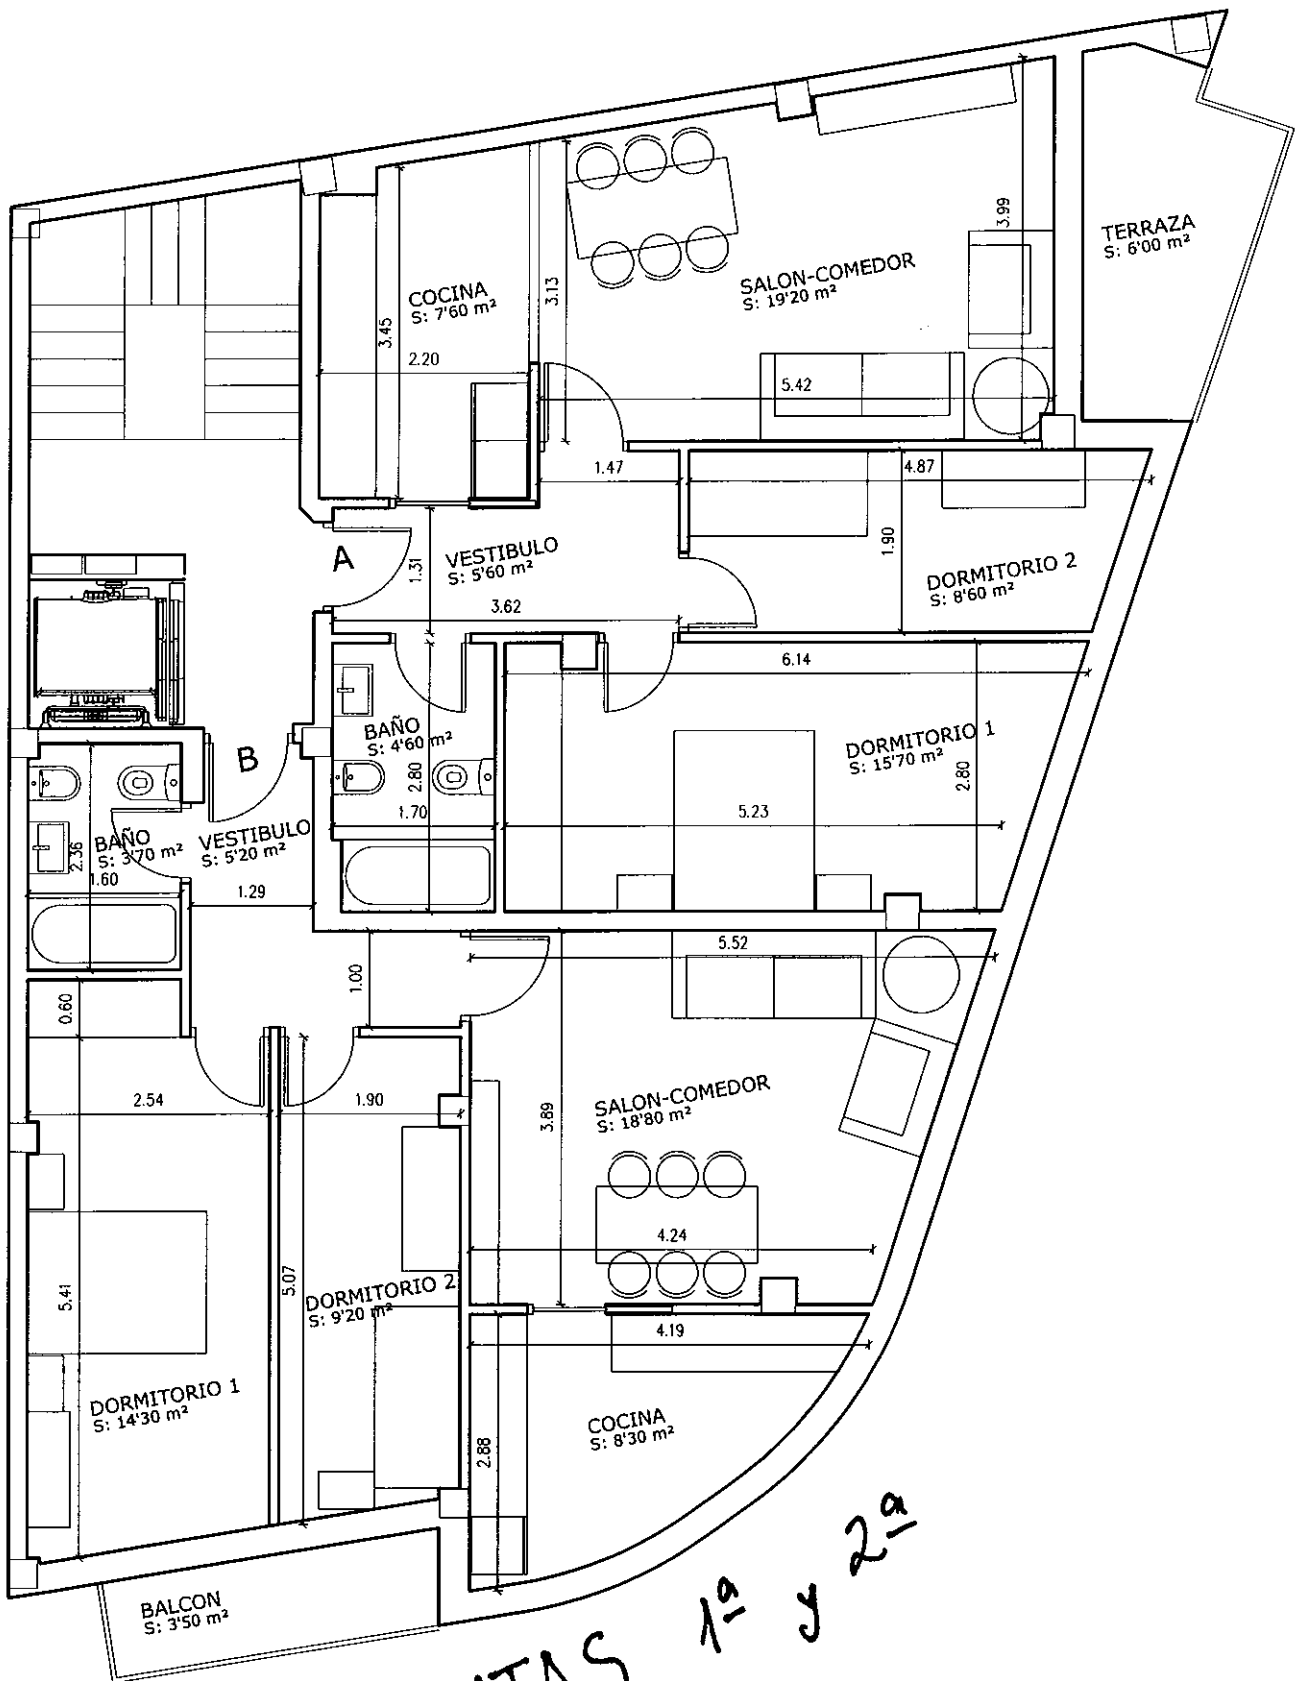 TERRAZA
S: 6'00 m²
3.99
SALON-COMEDOR
S: 19'20 m²
3.13
COCINA
S: 7'60 m²
3.45
2.20
5.42
1.47
4.87
1.90
A
VESTIBULO
S: 5'60 m²
1.31
3.62
DORMITORIO 2
S: 8'60 m²
6.14
BAÑO
S: 4'60 m²
2.80
1.70
DORMITORIO 1
S: 15'70 m²
2.80
5.23
B
BAÑO
S: 3'70 m²
2.36
1.60
VESTIBULO
S: 5'20 m²
1.29
5.52
1.00
0.60
2.54
1.90
3.89
SALON-COMEDOR
S: 18'80 m²
4.24
5.41
5.07
DORMITORIO 2
S: 9'20 m²
4.19
DORMITORIO 1
S: 14'30 m²
COCINA
S: 8'30 m²
2.88
BALCON
S: 3'50 m²
1ª y 2ª